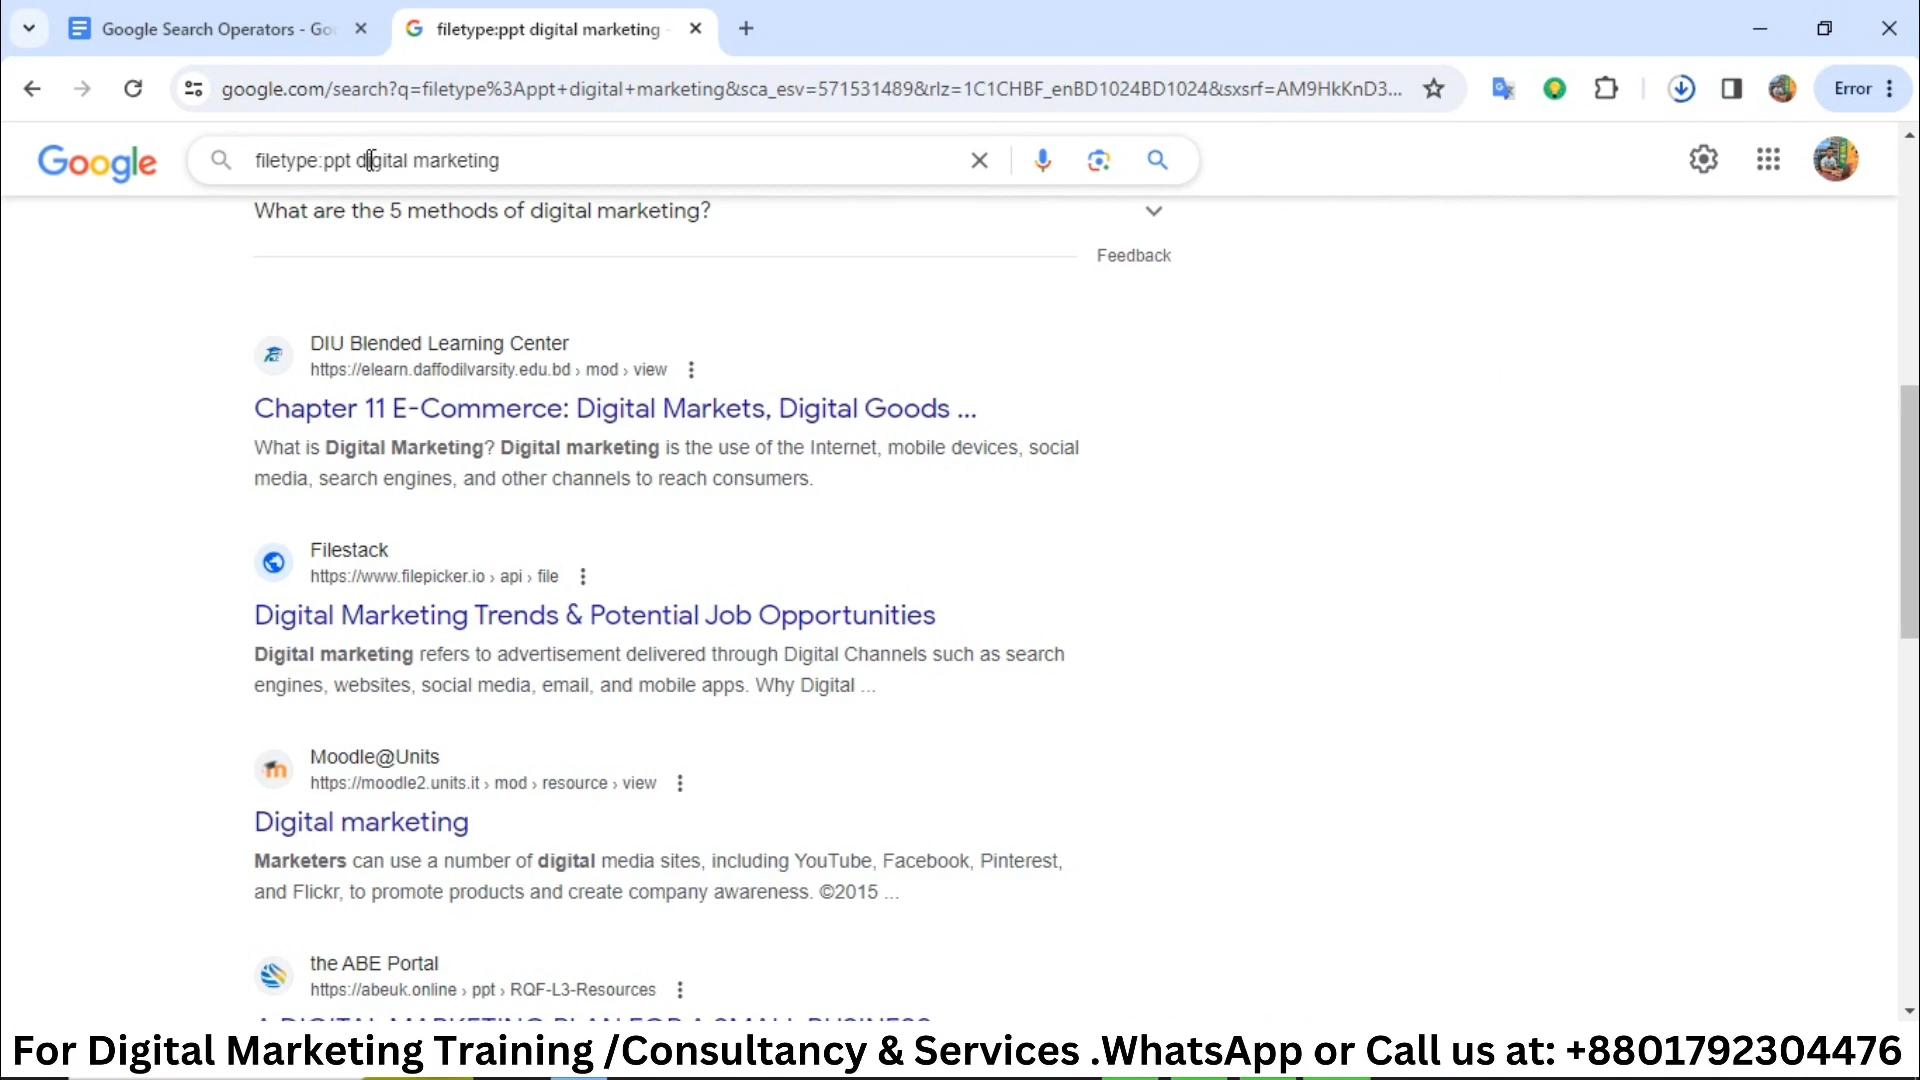 Google Search Operators - Go
filetype:ppt digital marketing
google.com/search?q=filetype%3Appt+digital+marketing&sca_esv=571531489&rlz=1C1CHBF_enBD1024BD1024&sxsrf=AM9HkKnD3...
Error
Google
filetype:ppt digital marketing
What are the 5 methods of digital marketing?
Feedback
DIU Blended Learning Center
https://elearn.daffodilvarsity.edu.bd › mod › view
Chapter 11 E-Commerce: Digital Markets, Digital Goods ...
What is Digital Marketing? Digital marketing is the use of the Internet, mobile devices, social
media, search engines, and other channels to reach consumers.
Filestack
https://www.filepicker.io › api › file
Digital Marketing Trends & Potential Job Opportunities
Digital marketing refers to advertisement delivered through Digital Channels such as search
engines, websites, social media, email, and mobile apps. Why Digital ...
Moodle@Units
https://moodle2.units.it › mod › resource › view
Digital marketing
Marketers can use a number of digital media sites, including YouTube, Facebook, Pinterest,
and Flickr, to promote products and create company awareness. ©2015 ...
the ABE Portal
https://abeuk.online › ppt › RQF-L3-Resources
A DIGITAL MARKETING PLAN FOR A SMALL BUSINESS
For Digital Marketing Training /Consultancy & Services .WhatsApp or Call us at: +8801792304476